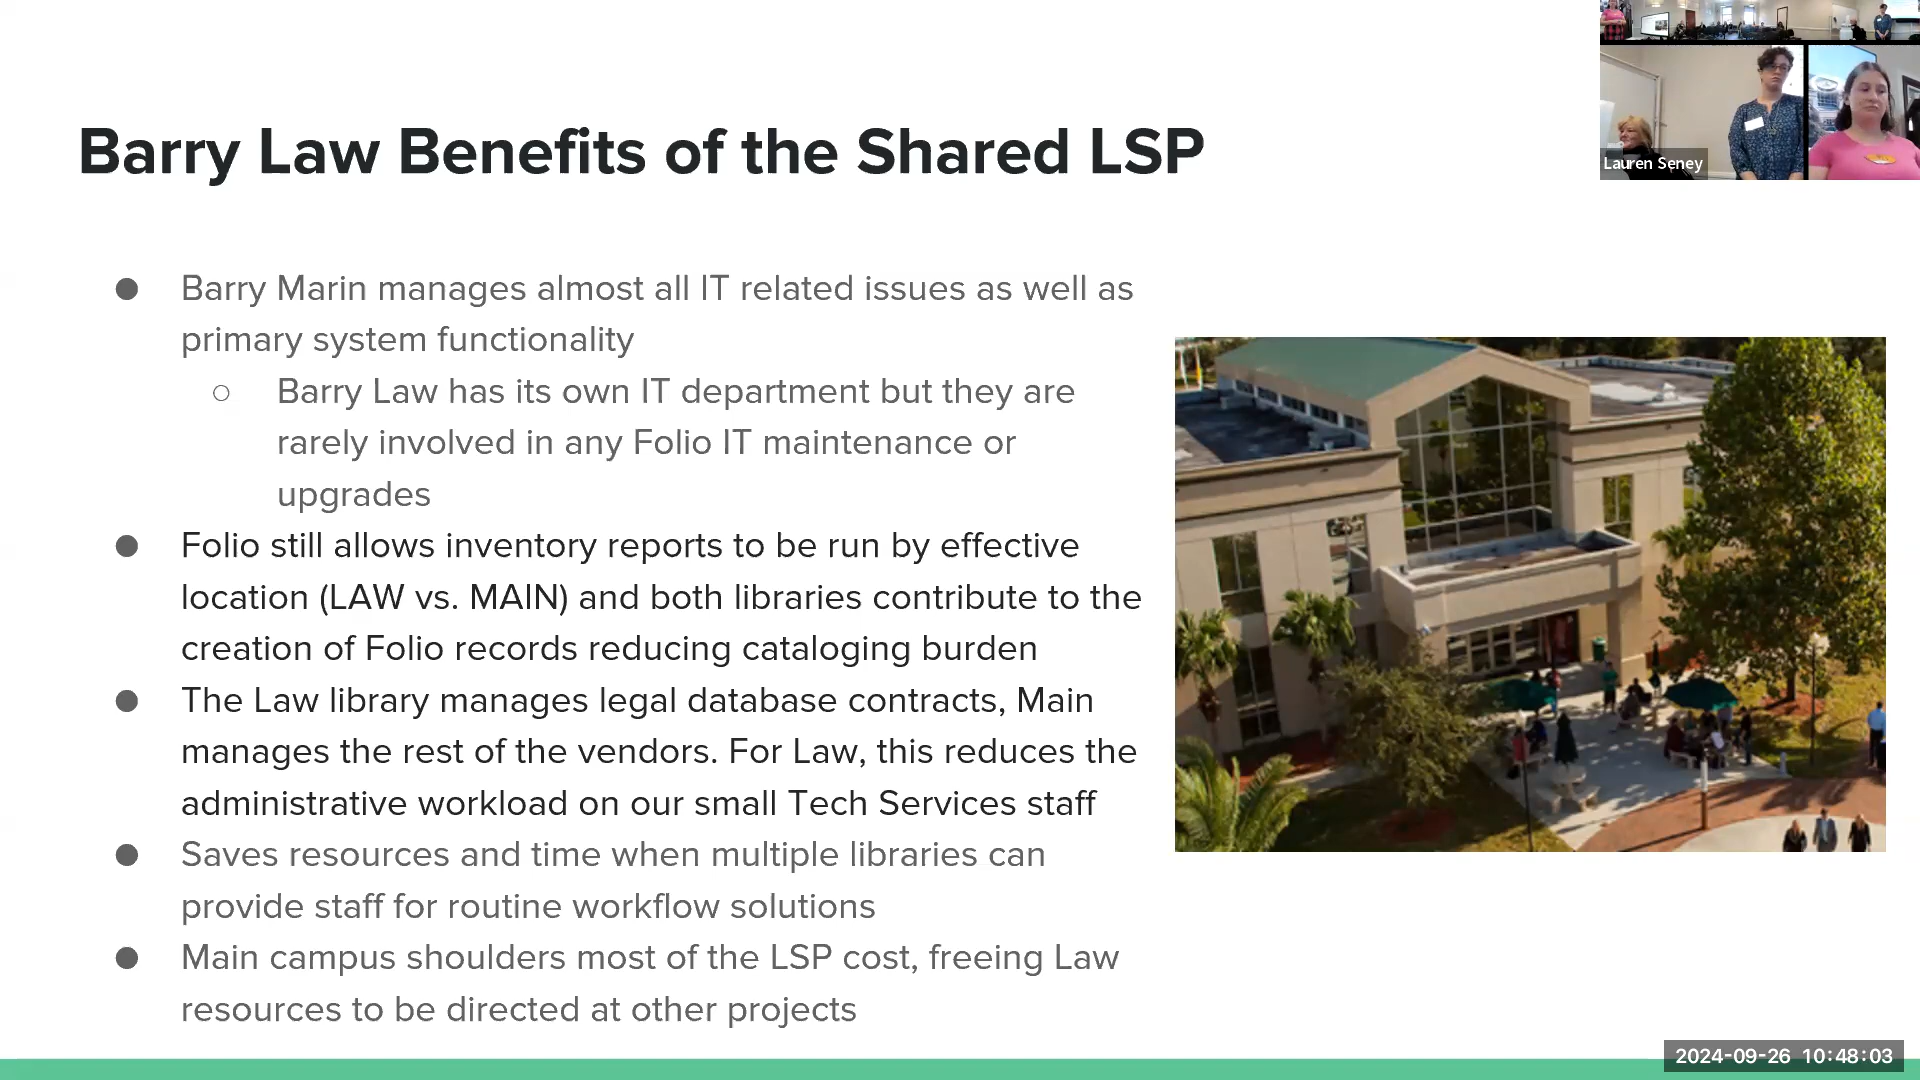 Barry Law Benefits of the Shared LSP
Lauren Seney
Barry Marin manages almost all IT related issues as well as
primary system functionality
Barry Law has its own IT department but they are
rarely involved in any Folio IT maintenance or
upgrades
Folio still allows inventory reports to be run by effective
location (LAW vs. MAIN) and both libraries contribute to the
creation of Folio records reducing cataloging burden
The Law library manages legal database contracts, Main
manages the rest of the vendors. For Law, this reduces the
administrative workload on our small Tech Services staff
Saves resources and time when multiple libraries can
provide staff for routine workflow solutions
Main campus shoulders most of the LSP cost, freeing Law
resources to be directed at other projects
2024-09-26 10:48:03